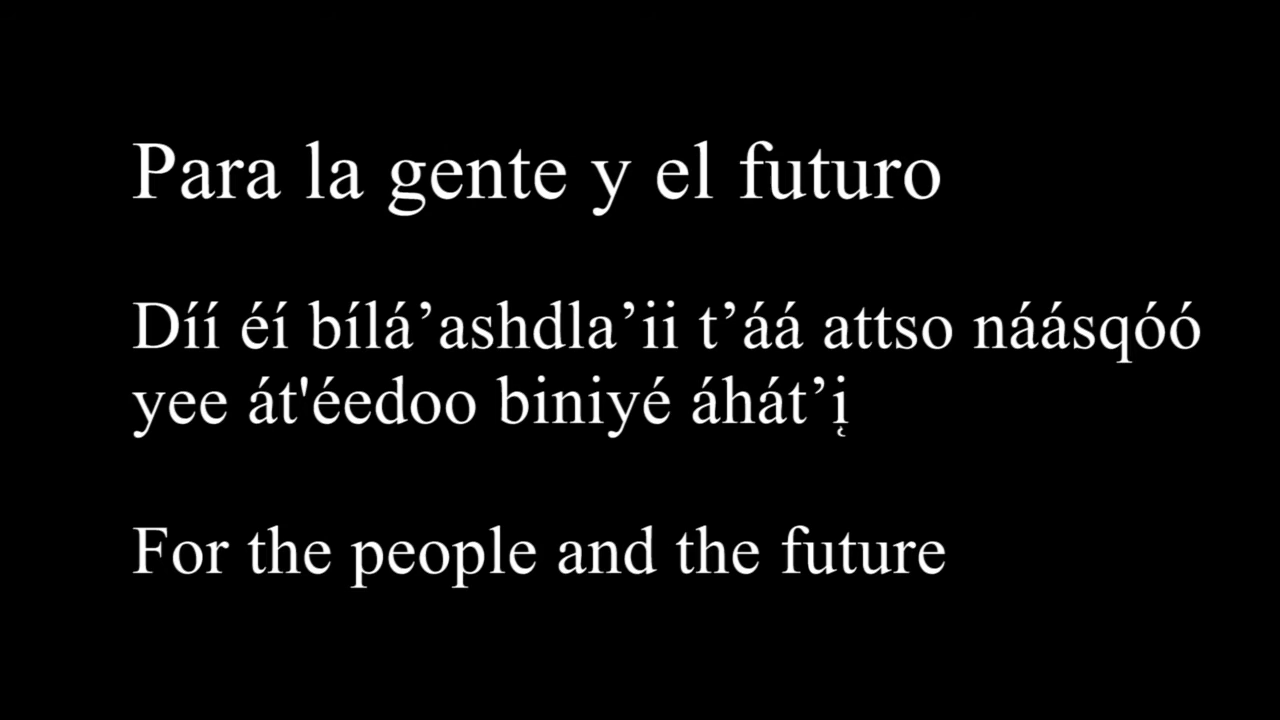 Para la gente y el futuro
Díí éí bílá’ashdla’ii t’áá attso náásqóó
yee át'éedoo biniyé áhát’į
For the people and the future